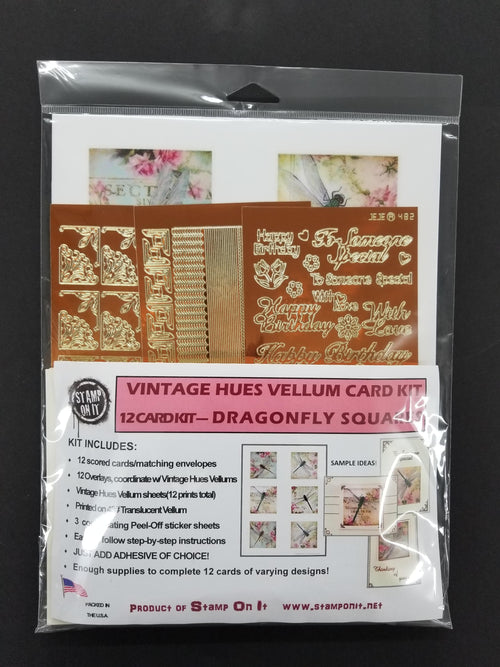 SECT
JEJE 482
Happy
Birthday
To Someone
Special
To Someone Special
With
Love
Happy
Birthday
With
Love
Happy Birthday
STAMP
ON IT
VINTAGE HUES VELLUM CARD KIT
12 CARD KIT— DRAGONFLY SQUARES
KIT INCLUDES:
• 12 scored cards/matching envelopes
• 12 Overlays, coordinate w/ Vintage Hues Vellums
• Vintage Hues Vellum sheets(12 prints total)
• Printed on Translucent Vellum
• 3 Peel-Off sticker sheets
• follow step-by-step instructions
• JUST ADD ADHESIVE OF CHOICE!
• Enough supplies to complete 12 cards of varying designs!
SAMPLE IDEAS!
Thinking
PACKED IN
THE U.S.A.
PRODUCT OF STAMP ON IT WWW.STAMPONIT.NET